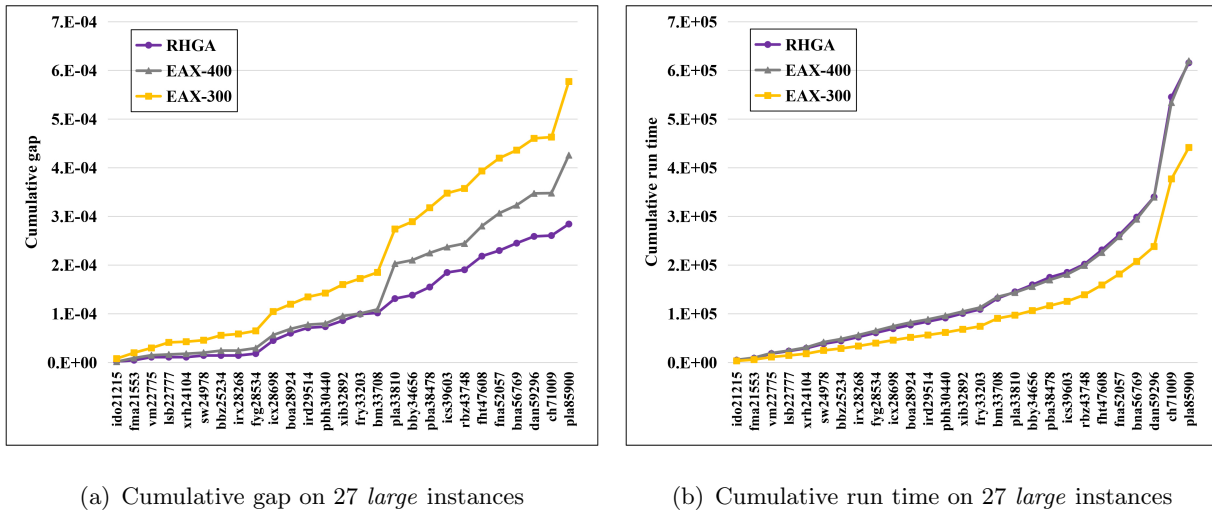 7.E-04
6.E-04
5.E-04
4.E-04
3.E-04
2.E-04
1.E-04
0.E+00
Cumulative gap
RHGA
EAX-400
EAX-300
ido21215
fma21553
vm22775
lsb22777
xrh24104
sw24978
bbz25234
irx28268
fyg28534
icx28698
boa28924
ird29514
pbh30440
xib32892
fry33203
bm33708
pla33810
bby34656
pba38478
ics39603
rbz43748
fht47608
fna52057
bna56769
dan59296
ch71009
pla85900
(a) Cumulative gap on 27 large instances
7.E+05
6.E+05
5.E+05
4.E+05
3.E+05
2.E+05
1.E+05
0.E+00
Cumulative run time
RHGA
EAX-400
EAX-300
ido21215
fma21553
vm22775
lsb22777
xrh24104
sw24978
bbz25234
irx28268
fyg28534
icx28698
boa28924
ird29514
pbh30440
xib32892
fry33203
bm33708
pla33810
bby34656
pba38478
ics39603
rbz43748
fht47608
fna52057
bna56769
dan59296
ch71009
pla85900
(b) Cumulative run time on 27 large instances